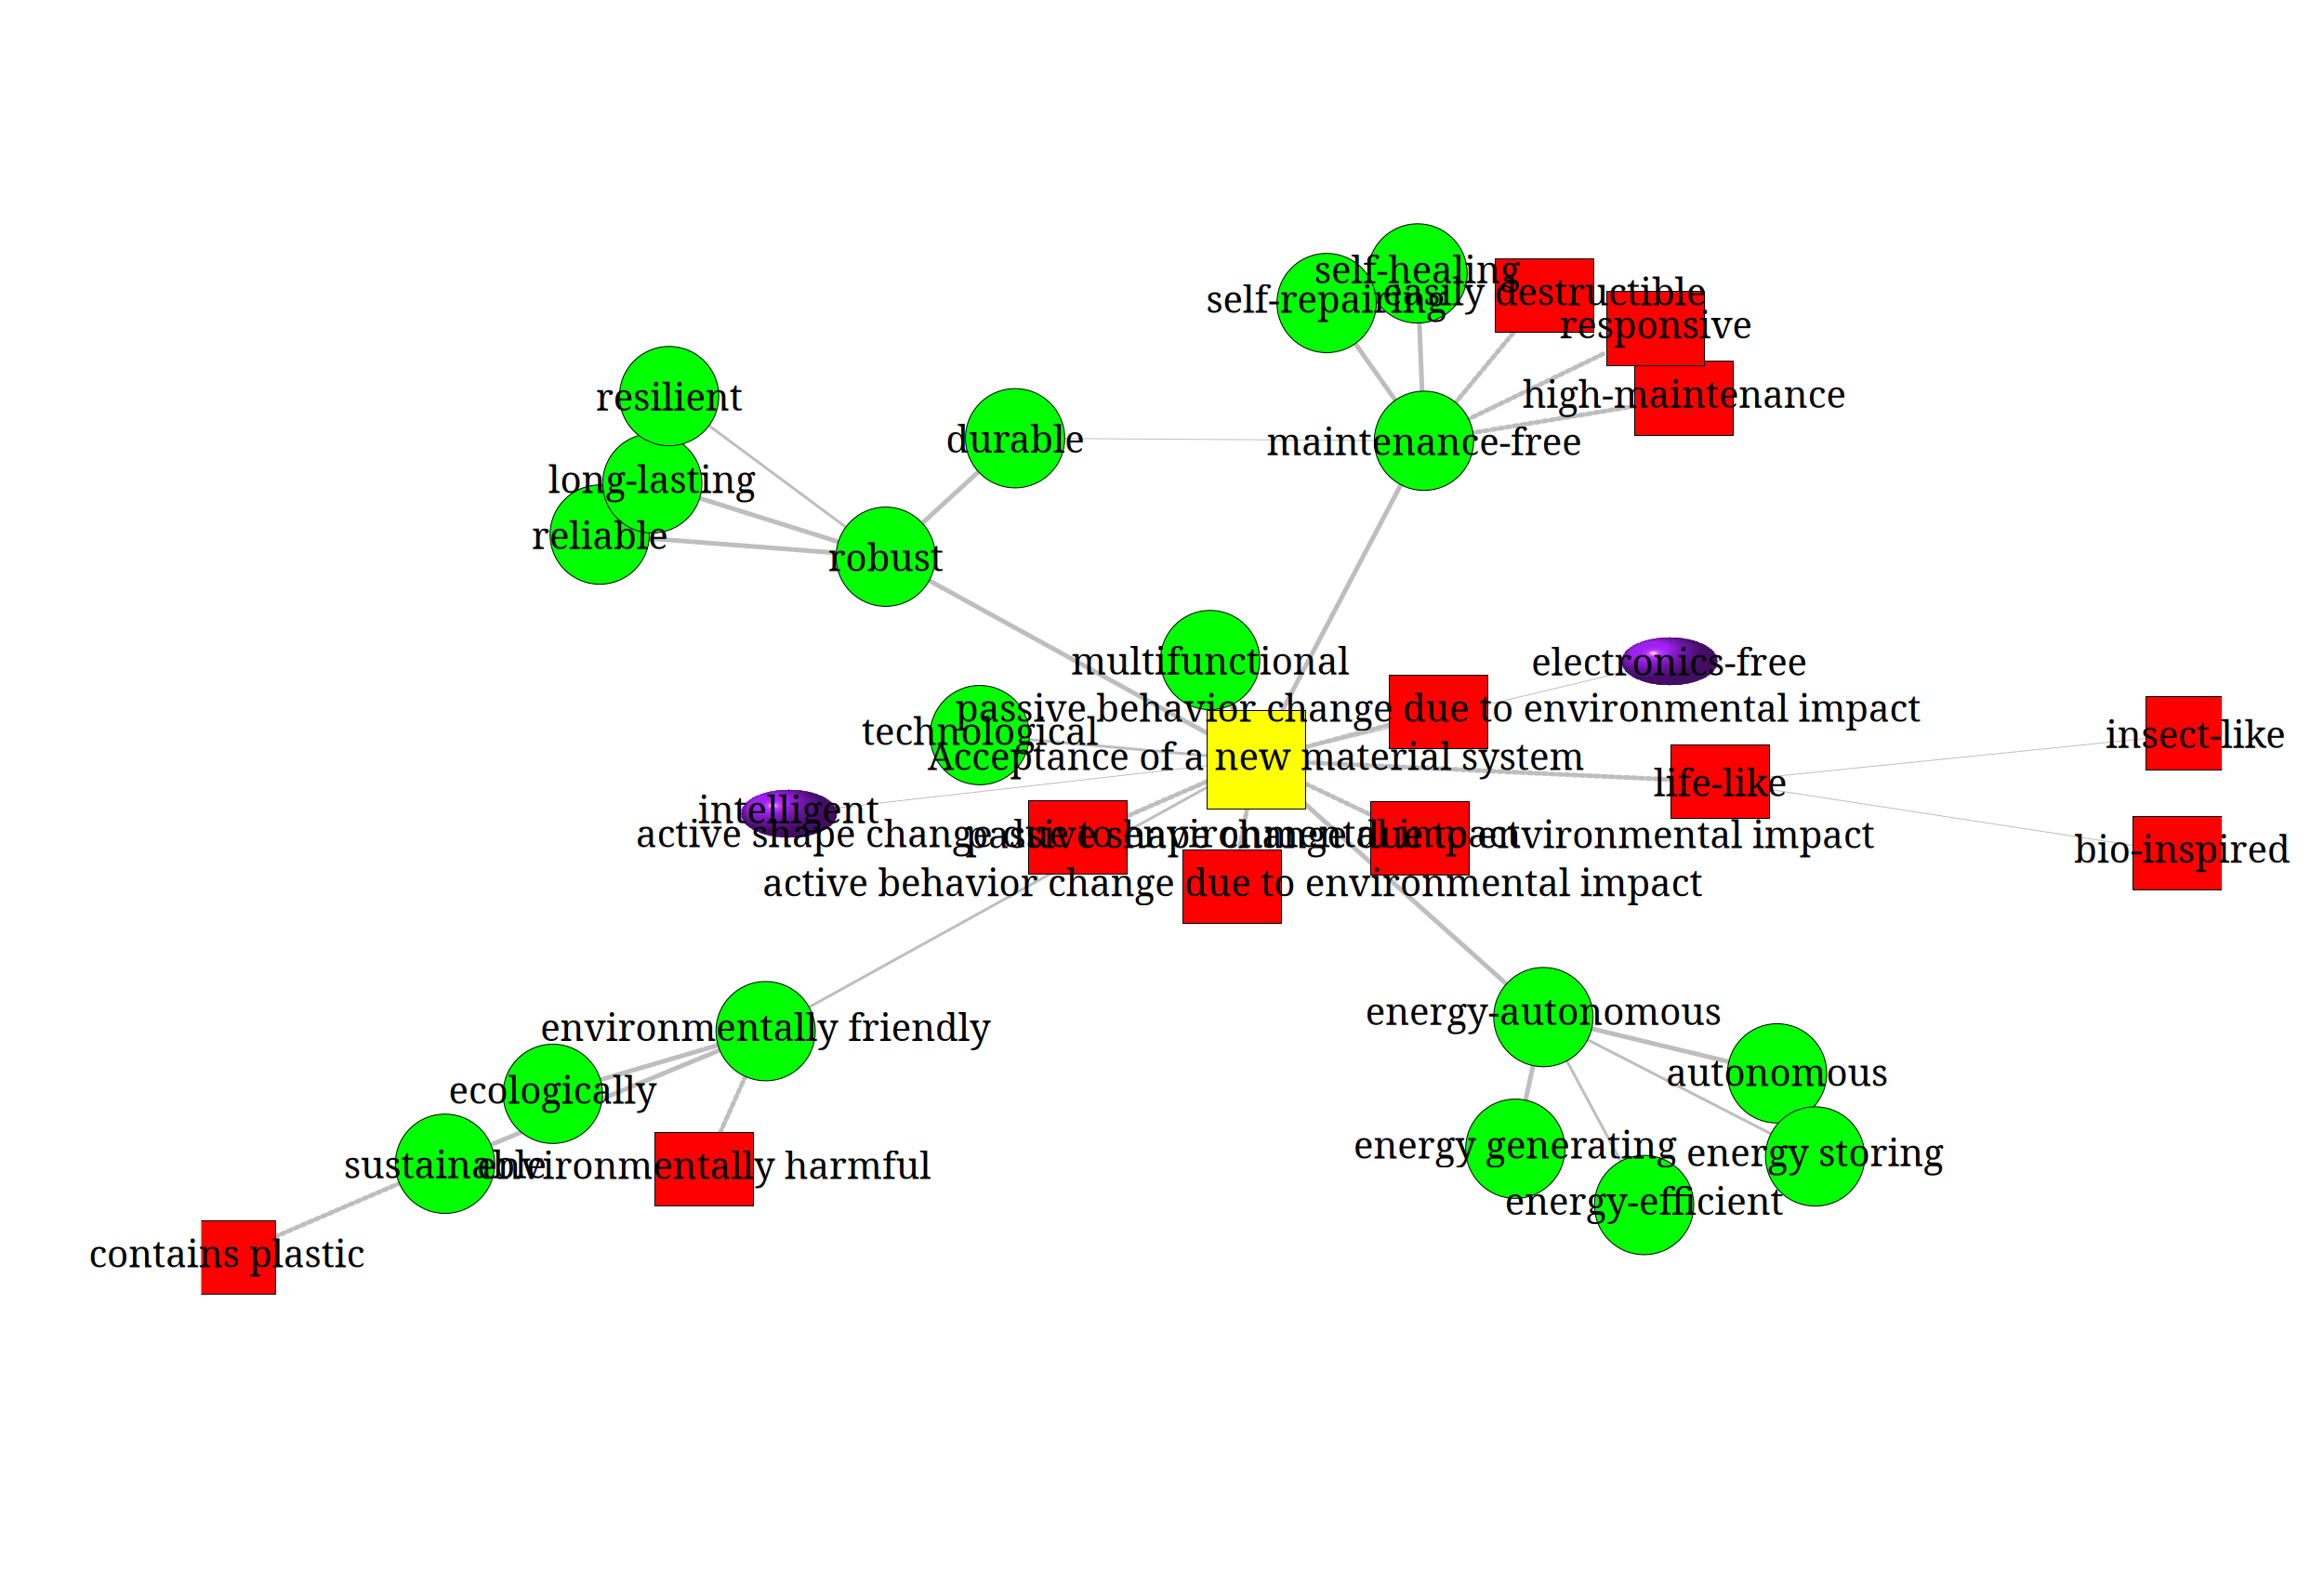 self-healing
easily destructible
self-repairing
responsive
high-maintenance
resilient
durable
maintenance-free
long-lasting
reliable
robust
multifunctional
electronics-free
passive behavior change due to environmental impact
technological
insect-like
Acceptance of a new material system
life-like
intelligent
active shape change due to environmental impact
passive shape change due to environmental impact
bio-inspired
active behavior change due to environmental impact
energy-autonomous
environmentally friendly
autonomous
ecologically
energy generating
energy storing
sustainable
environmentally harmful
energy-efficient
contains plastic